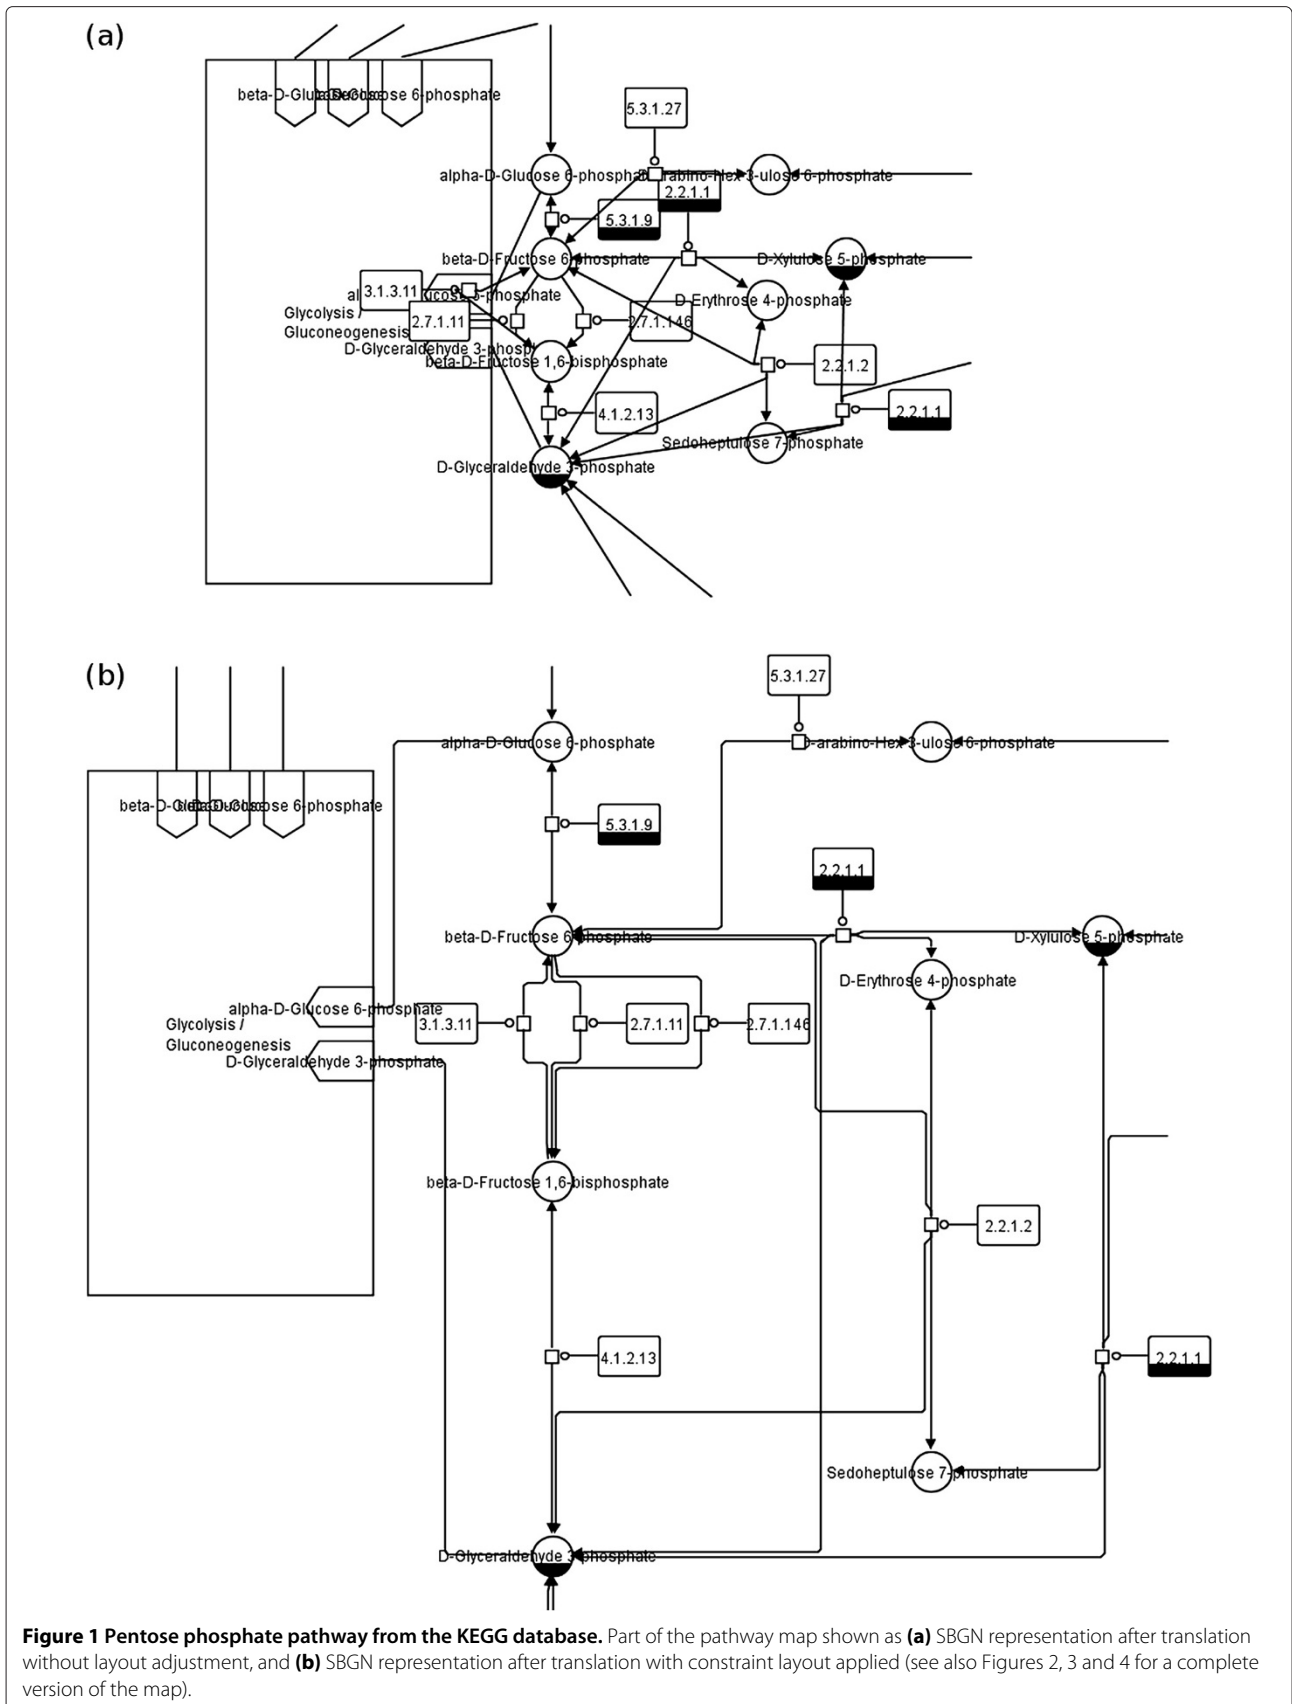 (a)
beta-D-Glucose 6-phosphate
5.3.1.27
alpha-D-Glucose 6-phosphate
D-arabino-Hex-3-ulose 6-phosphate
2.2.1.1
5.3.1.9
beta-D-Fructose 6-phosphate
D-Xylulose 5-phosphate
3.1.3.11
alpha-D-Glucose 6-phosphate
D-Erythrose 4-phosphate
Glycolysis /
Gluconeogenesis
2.7.1.11
2.7.1.146
D-Glyceraldehyde 3-phosph
beta-D-Fructose 1,6-bisphosphate
2.2.1.2
4.1.2.13
2.2.1.1
Sedoheptulose 7-phosphate
D-Glyceraldehyde 3-phosphate
(b)
5.3.1.27
alpha-D-Glucose 6-phosphate
D-arabino-Hex-3-ulose 6-phosphate
beta-D-Glucose 6-phosphate
5.3.1.9
2.2.1.1
beta-D-Fructose 6-phosphate
D-Xylulose 5-phosphate
D-Erythrose 4-phosphate
alpha-D-Glucose 6-phosphate
Glycolysis /
Gluconeogenesis
3.1.3.11
2.7.1.11
2.7.1.146
D-Glyceraldehyde 3-phosphate
beta-D-Fructose 1,6-bisphosphate
2.2.1.2
4.1.2.13
2.2.1.1
Sedoheptulose 7-phosphate
D-Glyceraldehyde 3-phosphate
Figure 1 Pentose phosphate pathway from the KEGG database. Part of the pathway map shown as (a) SBGN representation after translation
without layout adjustment, and (b) SBGN representation after translation with constraint layout applied (see also Figures 2, 3 and 4 for a complete
version of the map).